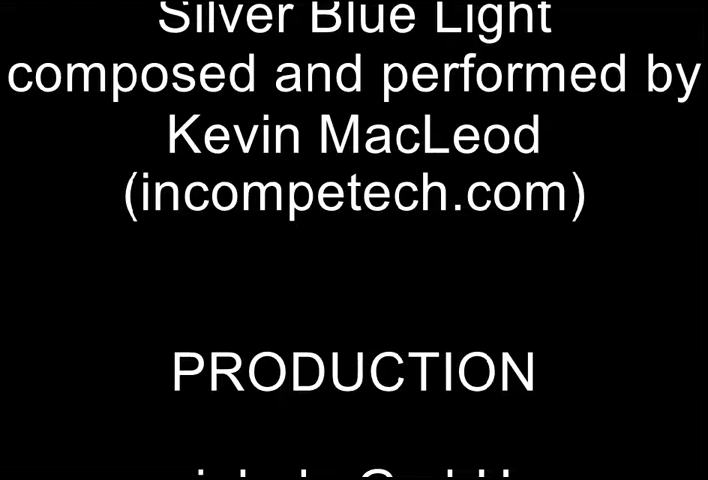 Silver Blue Light
composed and performed by
Kevin MacLeod
(incompetech.com)
PRODUCTION